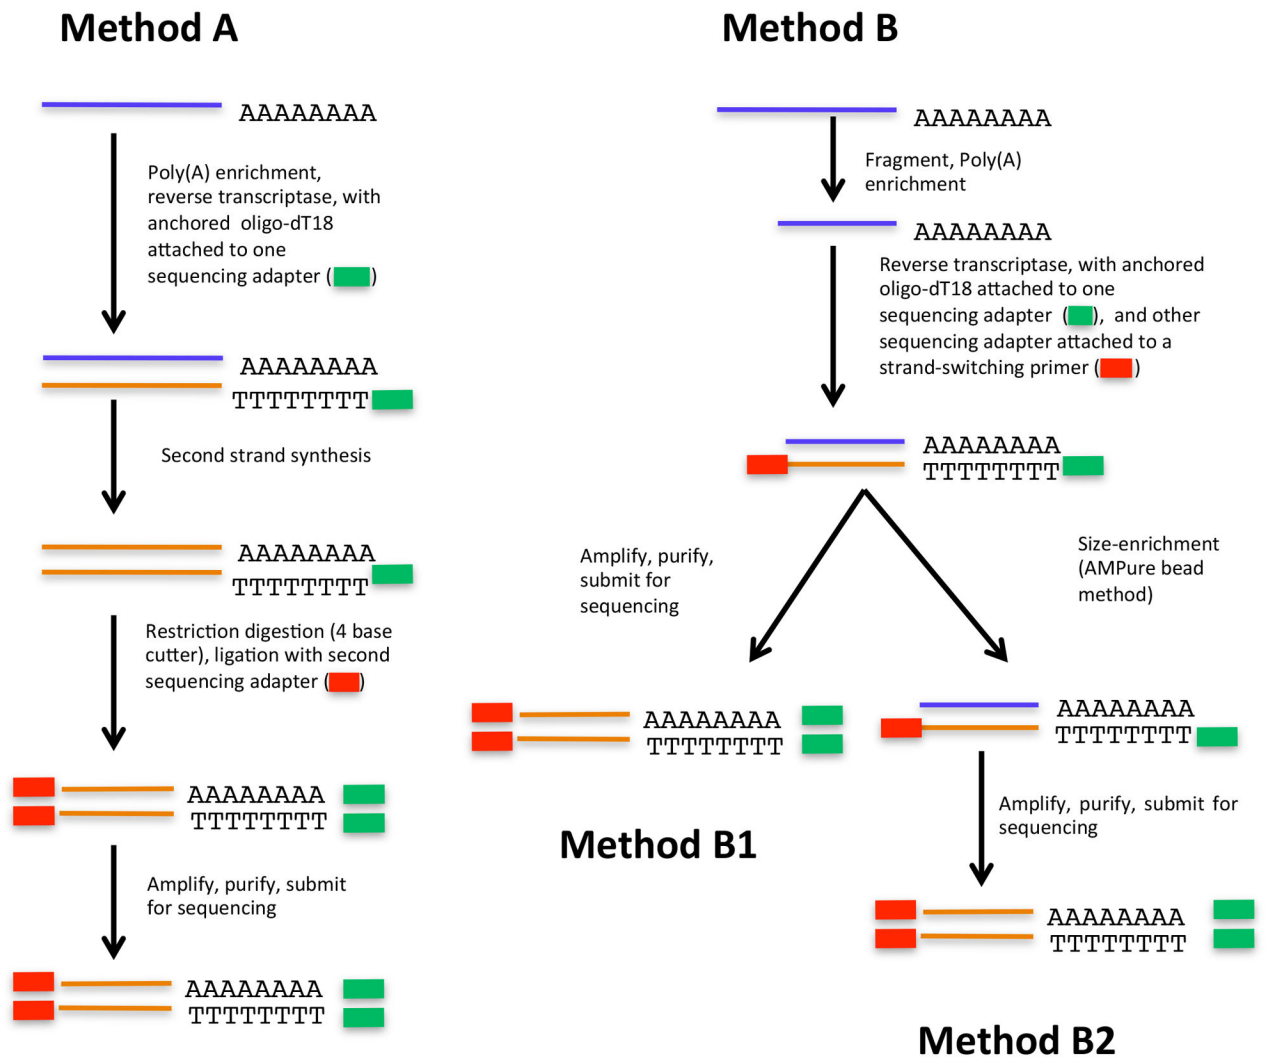 Method A
AAAAAAAA
Poly(A) enrichment,
reverse transcriptase, with
anchored oligo-dT18
attached to one
sequencing adapter ( )
AAAAAAAA
TTTTTTTT
Second strand synthesis
AAAAAAAA
TTTTTTTT
Restriction digestion (4 base
cutter), ligation with second
sequencing adapter ( )
AAAAAAAA
TTTTTTTT
Amplify, purify, submit
for sequencing
AAAAAAAA
TTTTTTTT
Method B
AAAAAAAA
Fragment, Poly(A)
enrichment
AAAAAAAA
Reverse transcriptase, with anchored
oligo-dT18 attached to one
sequencing adapter ( ), and other
sequencing adapter attached to a
strand-switching primer ( )
AAAAAAAA
TTTTTTTT
Amplify, purify,
submit for
sequencing
AAAAAAAA
TTTTTTTT
Method B1
Size-enrichment
(AMPure bead
method)
AAAAAAAA
TTTTTTTT
Amplify, purify, submit for
sequencing
AAAAAAAA
TTTTTTTT
Method B2